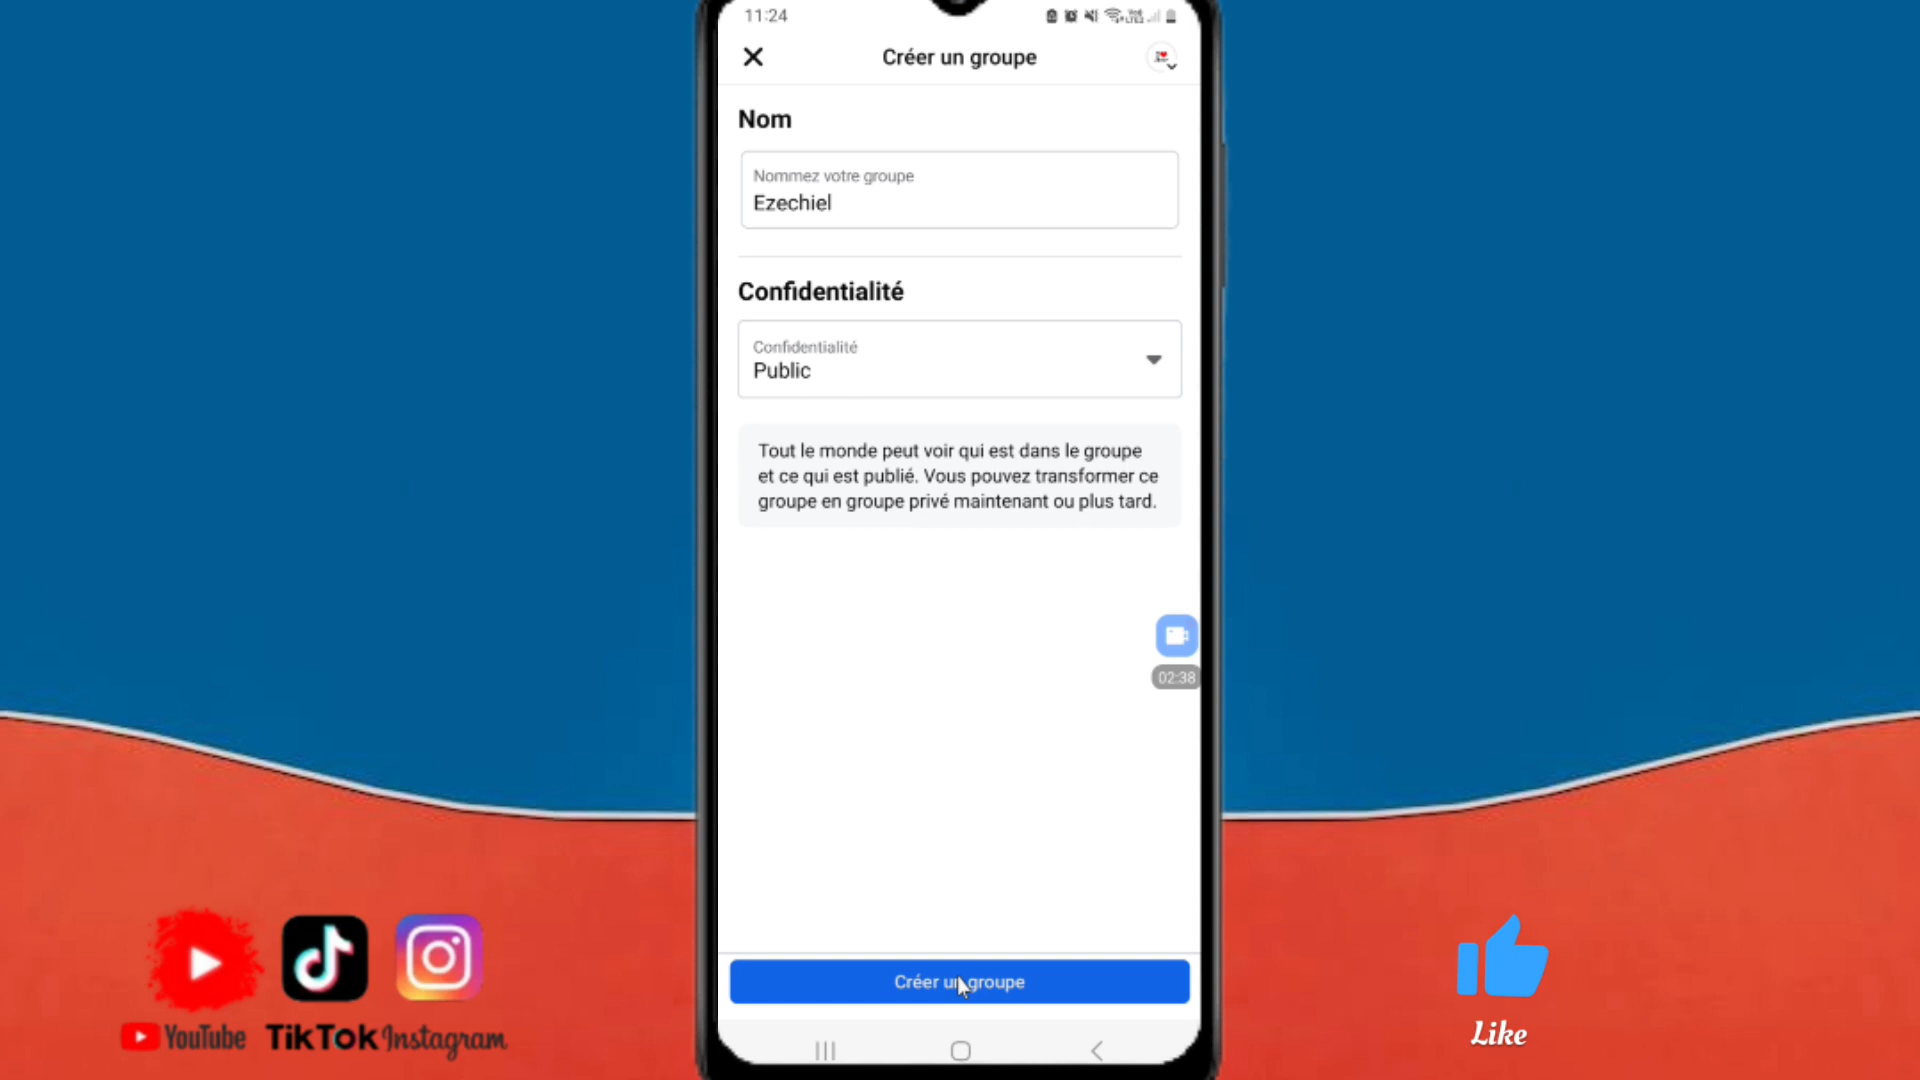 11:24
Créer un groupe
Nom
Nommez votre groupe
Ezechiel
Confidentialité
Confidentialité
Public
Tout le monde peut voir qui est dans le groupe
et ce qui est publié. Vous pouvez transformer ce
groupe en groupe privé maintenant ou plus tard.
02:38
Créer un groupe
YouTube
TikTok
Instagram
Like